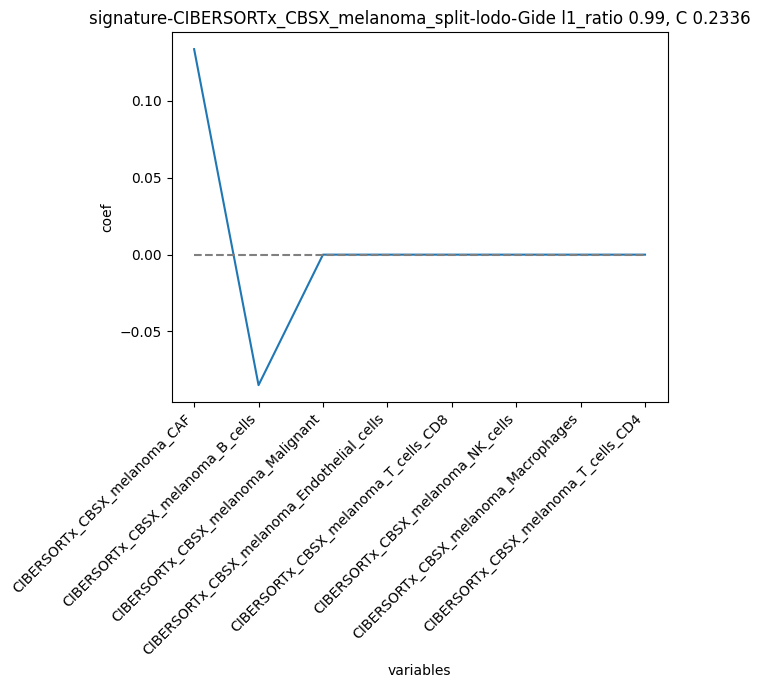 signature-CIBERSORTx_CBSX_melanoma_split-lodo-Gide l1_ratio 0.99, C 0.2336
0.10
0.05
0.00
−0.05
coef
CIBERSORTx_CBSX_melanoma_CAF
CIBERSORTx_CBSX_melanoma_B_cells
CIBERSORTx_CBSX_melanoma_Malignant
CIBERSORTx_CBSX_melanoma_Endothelial_cells
CIBERSORTx_CBSX_melanoma_T_cells_CD8
CIBERSORTx_CBSX_melanoma_NK_cells
CIBERSORTx_CBSX_melanoma_Macrophages
CIBERSORTx_CBSX_melanoma_T_cells_CD4
variables